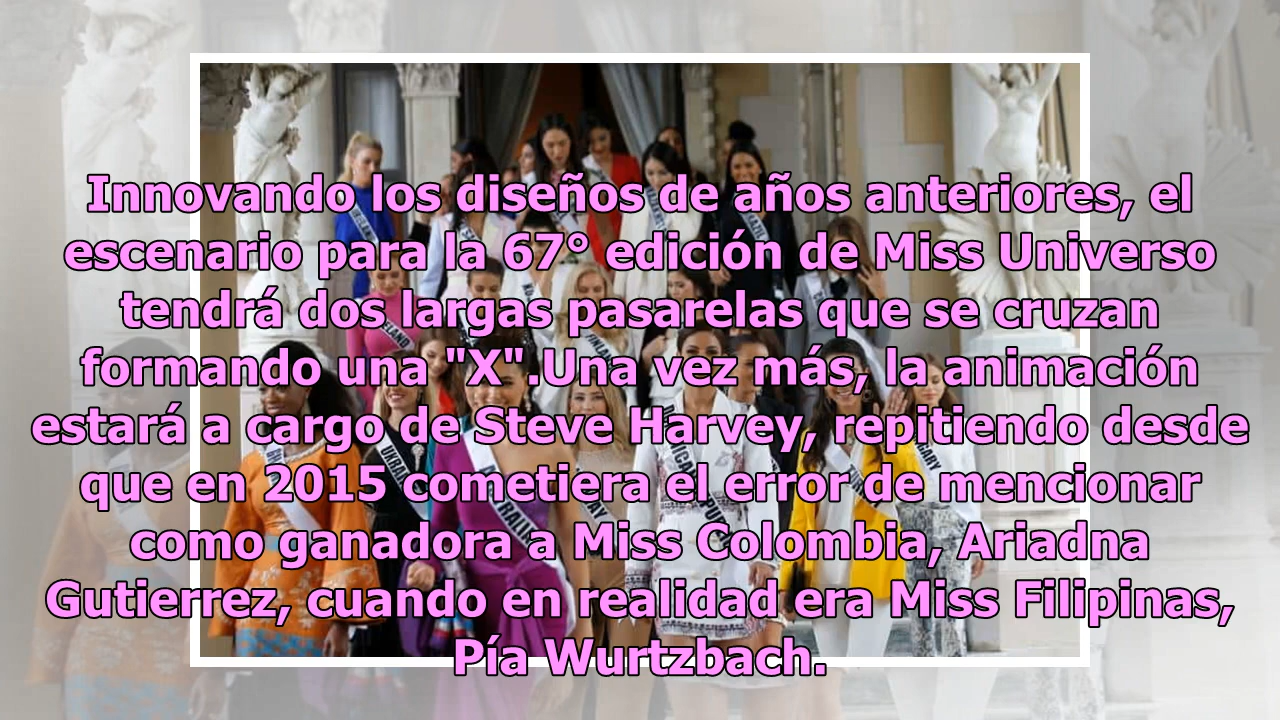 Innovando los diseños de años anteriores, el
escenario para la 67° edición de Miss Universo
tendrá dos largas pasarelas que se cruzan
formando una "X".Una vez más, la animación
estará a cargo de Steve Harvey, repitiendo desde
que en 2015 cometiera el error de mencionar
como ganadora a Miss Colombia, Ariadna
Gutierrez, cuando en realidad era Miss Filipinas,
Pía Wurtzbach.